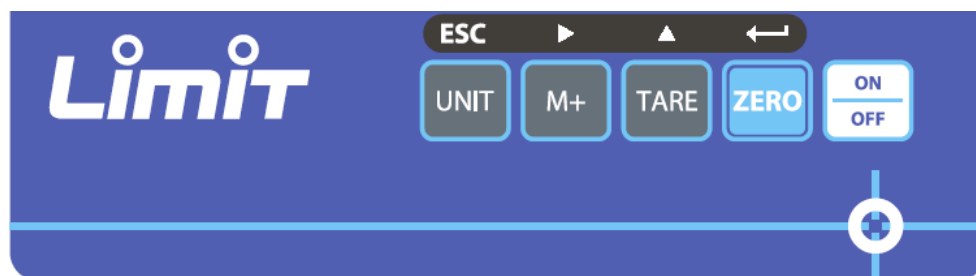 Limit
ESC
UNIT M+ TARE ZERO ON
OFF